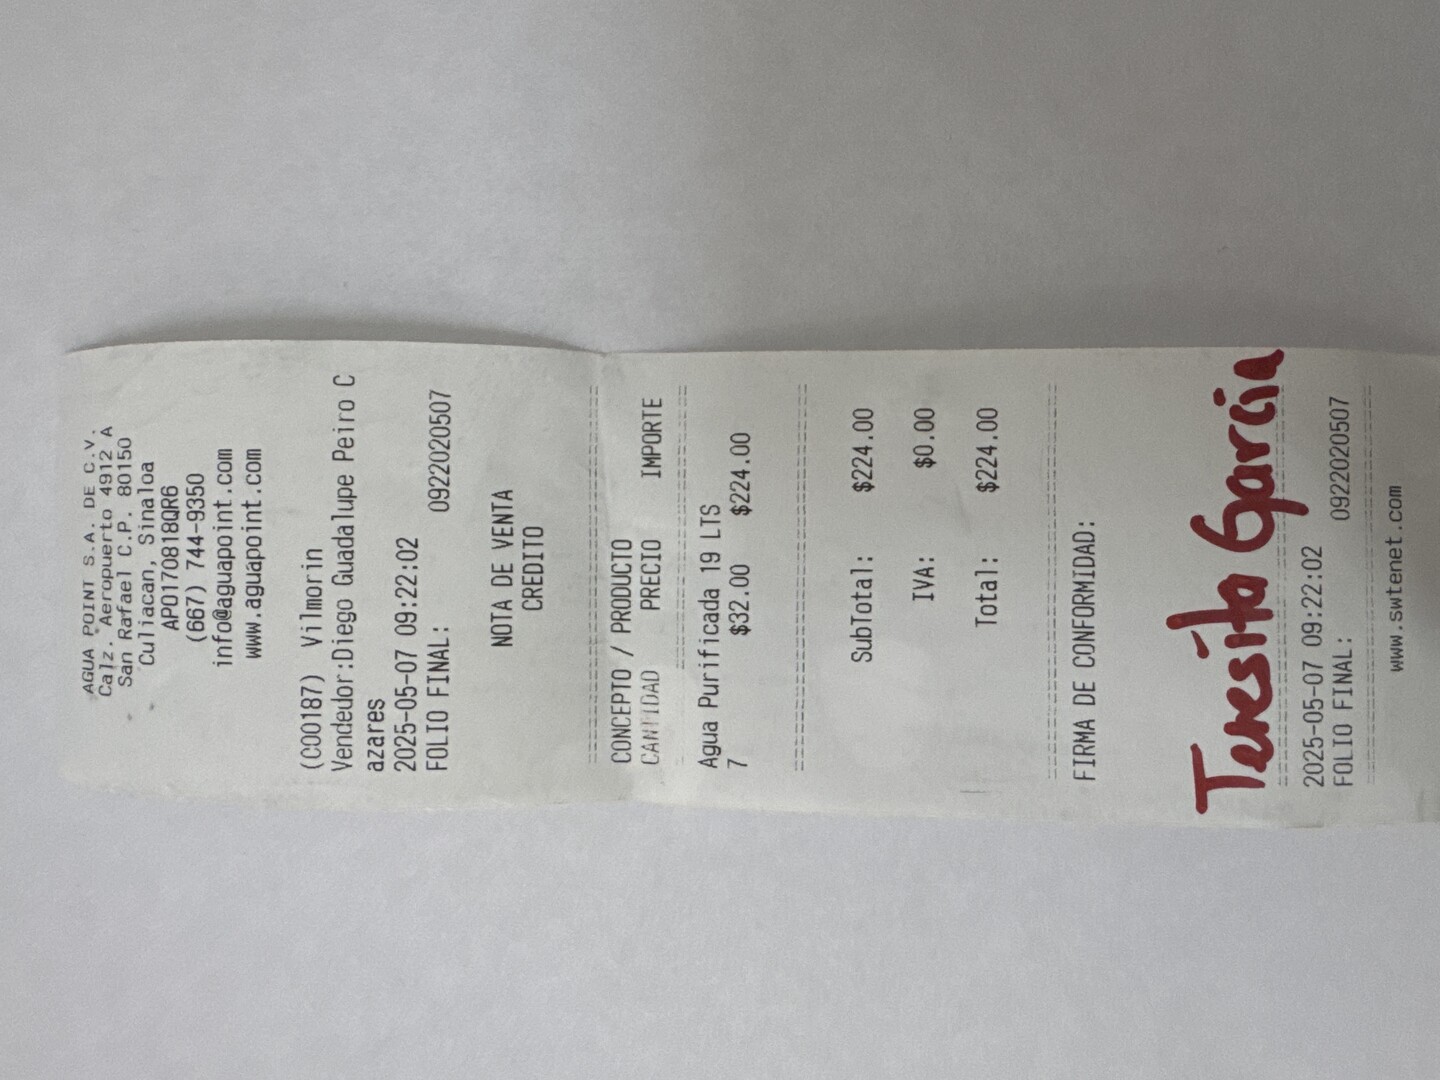 AGUA POINT S.A. DE C.V.
Calz. Aeropuerto 4912 A
San Rafael C.P. 80150
Culiacan, Sinaloa
APO170818QR6
(667) 744-9350
info@aguapoint.com
www.aguapoint.com
(C00187) Vilmorin
Vendedor:Diego Guadalupe Peiro C
azares
2025-05-07 09:22:02
FOLIO FINAL: 0922020507
NOTA DE VENTA
CREDITO
CONCEPTO / PRODUCTO
CANTIDAD PRECIO IMPORTE
Agua Purificada 19 LTS
7 $32.00 $224.00
SubTotal: $224.00
IVA: $0.00
Total: $224.00
FIRMA DE CONFORMIDAD:
Teresita Garcia
2025-05-07 09:22:02
FOLIO FINAL: 0922020507
www.swtenet.com